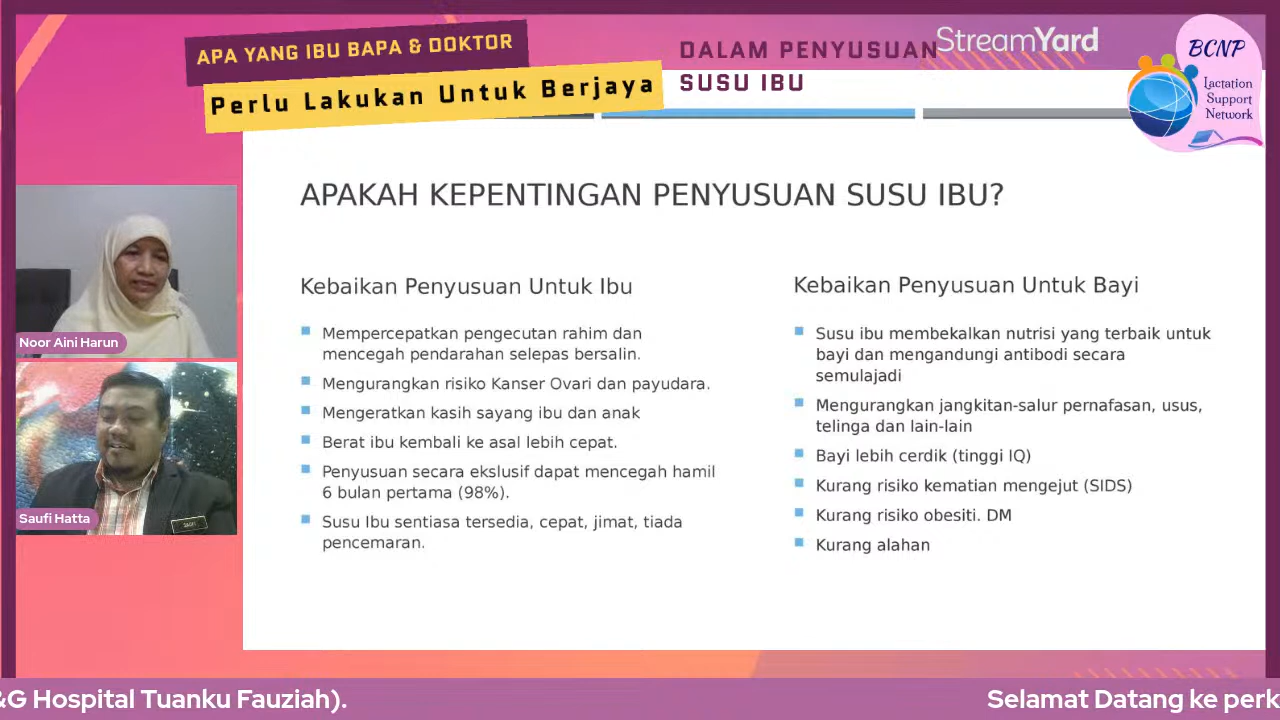 APA YANG IBU BAPA & DOKTOR
Perlu Lakukan Untuk Berjaya
DALAM PENYUSUAN
SUSU IBU
StreamYard
BCNP
Lactation
Support
Network
APAKAH KEPENTINGAN PENYUSUAN SUSU IBU?
Kebaikan Penyusuan Untuk Ibu
Mempercepatkan pengecutan rahim dan
mencegah pendarahan selepas bersalin.
Mengurangkan risiko Kanser Ovari dan payudara.
Mengeratkan kasih sayang ibu dan anak
Berat ibu kembali ke asal lebih cepat.
Penyusuan secara ekslusif dapat mencegah hamil
6 bulan pertama (98%).
Susu Ibu sentiasa tersedia, cepat, jimat, tiada
pencemaran.
Kebaikan Penyusuan Untuk Bayi
Susu ibu membekalkan nutrisi yang terbaik untuk
bayi dan mengandungi antibodi secara
semulajadi
Mengurangkan jangkitan-salur pernafasan, usus,
telinga dan lain-lain
Bayi lebih cerdik (tinggi IQ)
Kurang risiko kematian mengejut (SIDS)
Kurang risiko obesiti. DM
Kurang alahan
Noor Aini Harun
Saufi Hatta
&G Hospital Tuanku Fauziah).
Selamat Datang ke perk